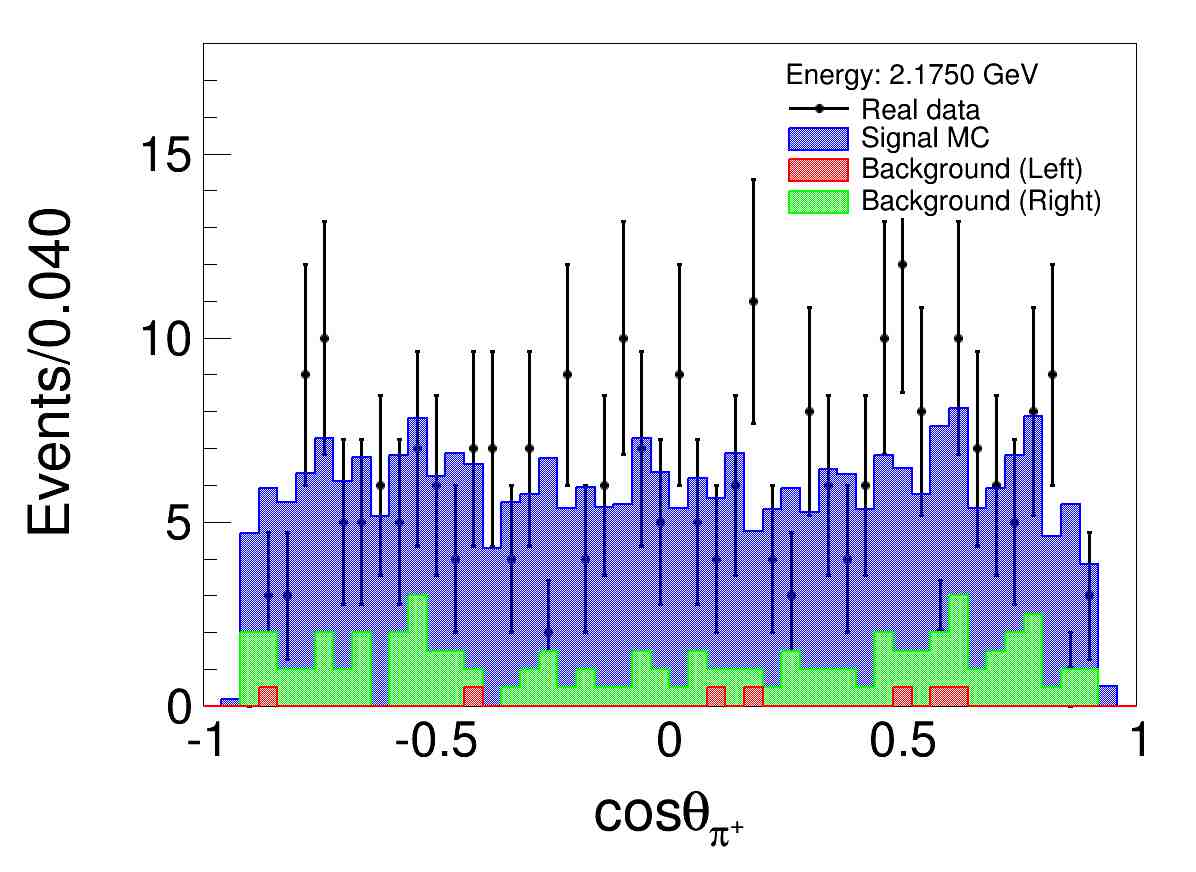 Energy: 2.1750 GeV
Real data
Signal MC
Background (Left)
Background (Right)
Events/0.040
15
10
5
0
-1 -0.5 0 0.5 1
cosθπ+